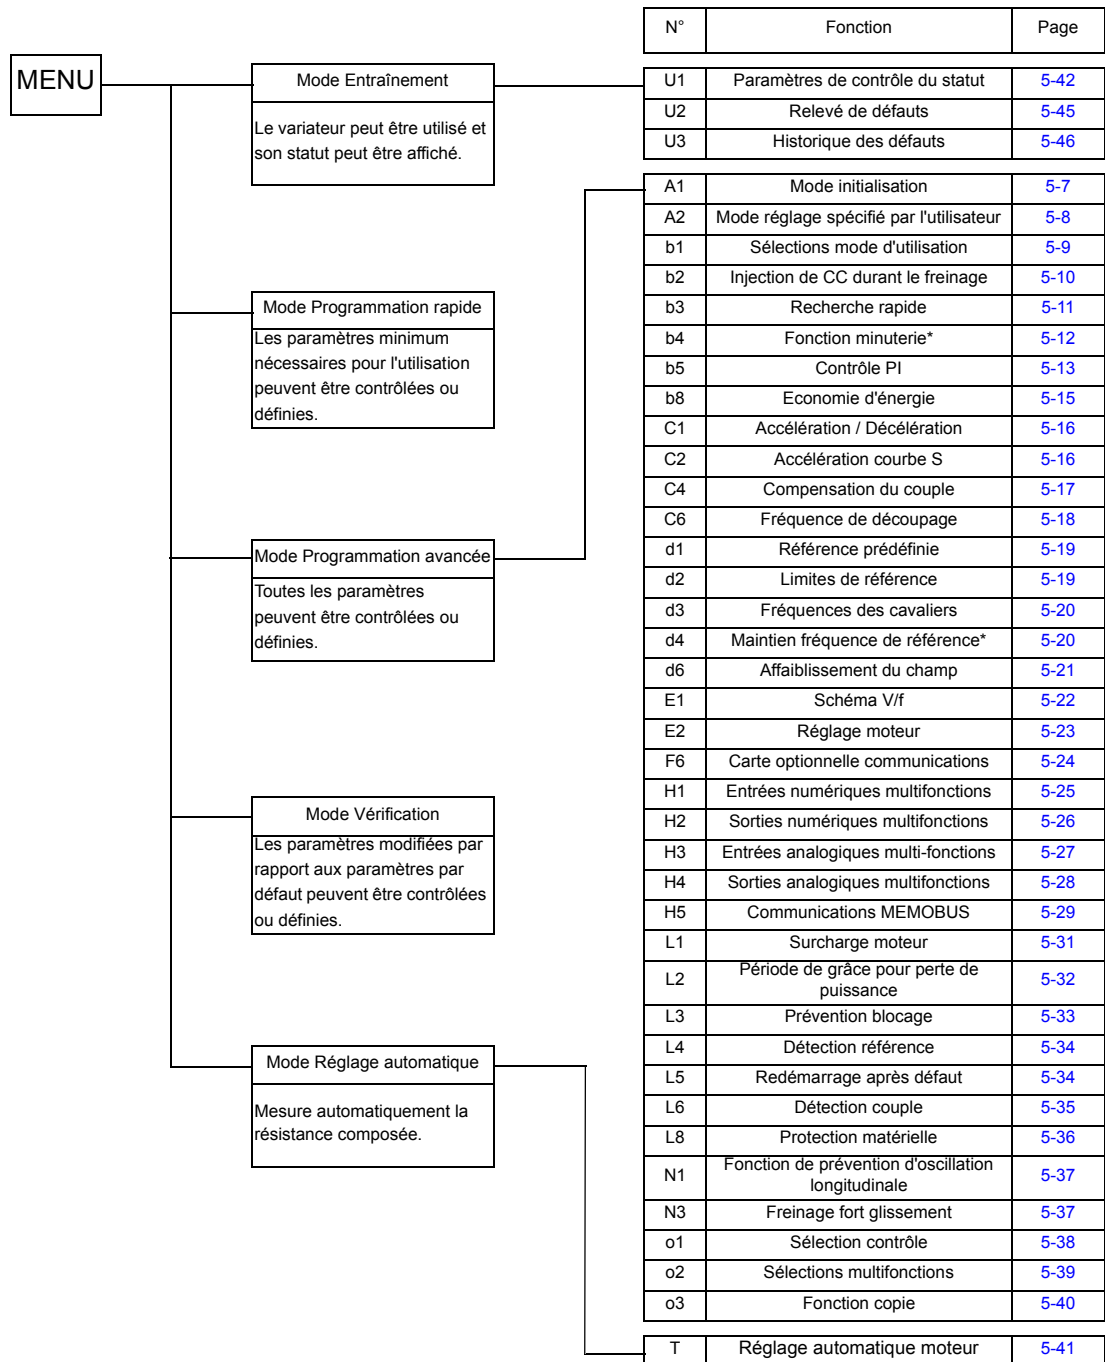 MENU
Mode Entraînement
Le variateur peut être utilisé et
son statut peut être affiché.
Mode Programmation rapide
Les paramètres minimum
nécessaires pour l'utilisation
peuvent être contrôlées ou
définies.
Mode Programmation avancée
Toutes les paramètres
peuvent être contrôlées ou
définies.
Mode Vérification
Les paramètres modifiées par
rapport aux paramètres par
défaut peuvent être contrôlées
ou définies.
Mode Réglage automatique
Mesure automatiquement la
résistance composée.
N° Fonction Page
U1 Paramètres de contrôle du statut 5-42
U2 Relevé de défauts 5-45
U3 Historique des défauts 5-46
A1 Mode initialisation 5-7
A2 Mode réglage spécifié par l'utilisateur 5-8
b1 Sélections mode d'utilisation 5-9
b2 Injection de CC durant le freinage 5-10
b3 Recherche rapide 5-11
b4 Fonction minuterie* 5-12
b5 Contrôle PI 5-13
b8 Economie d'énergie 5-15
C1 Accélération / Décélération 5-16
C2 Accélération courbe S 5-16
C4 Compensation du couple 5-17
C6 Fréquence de découpage 5-18
d1 Référence prédéfinie 5-19
d2 Limites de référence 5-19
d3 Fréquences des cavaliers 5-20
d4 Maintien fréquence de référence* 5-20
d6 Affaiblissement du champ 5-21
E1 Schéma V/f 5-22
E2 Réglage moteur 5-23
F6 Carte optionnelle communications 5-24
H1 Entrées numériques multifonctions 5-25
H2 Sorties numériques multifonctions 5-26
H3 Entrées analogiques multi-fonctions 5-27
H4 Sorties analogiques multifonctions 5-28
H5 Communications MEMOBUS 5-29
L1 Surcharge moteur 5-31
L2 Période de grâce pour perte de
puissance 5-32
L3 Prévention blocage 5-33
L4 Détection référence 5-34
L5 Redémarrage après défaut 5-34
L6 Détection couple 5-35
L8 Protection matérielle 5-36
N1 Fonction de prévention d'oscillation
longitudinale 5-37
N3 Freinage fort glissement 5-37
o1 Sélection contrôle 5-38
o2 Sélections multifonctions 5-39
o3 Fonction copie 5-40
T Réglage automatique moteur 5-41